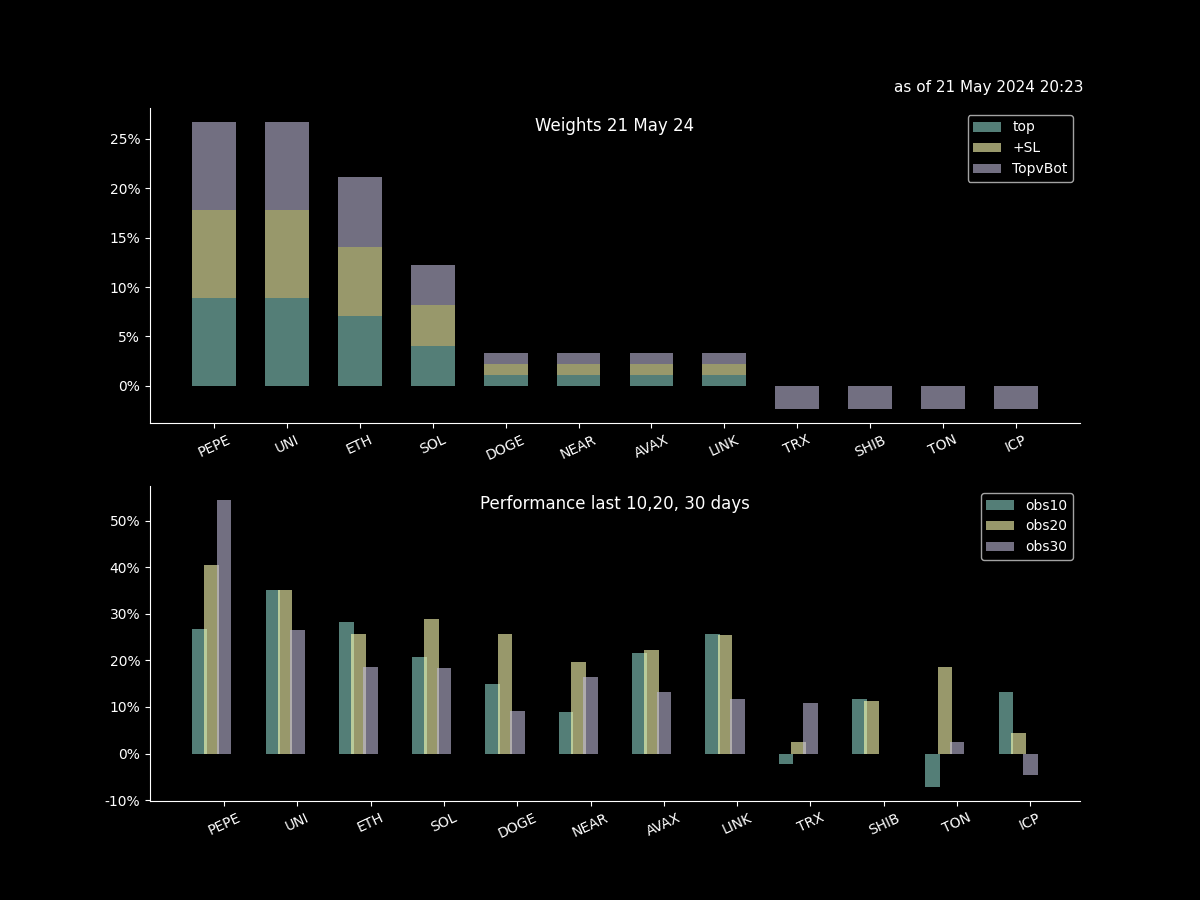 as of 21 May 2024 20:23
Weights 21 May 24
top
+SL
TopvBot
25%
20%
15%
10%
5%
0%
PEPE UNI ETH SOL DOGE NEAR AVAX LINK TRX SHIB TON ICP
Performance last 10,20, 30 days
obs10
obs20
obs30
50%
40%
30%
20%
10%
0%
-10%
PEPE UNI ETH SOL DOGE NEAR AVAX LINK TRX SHIB TON ICP